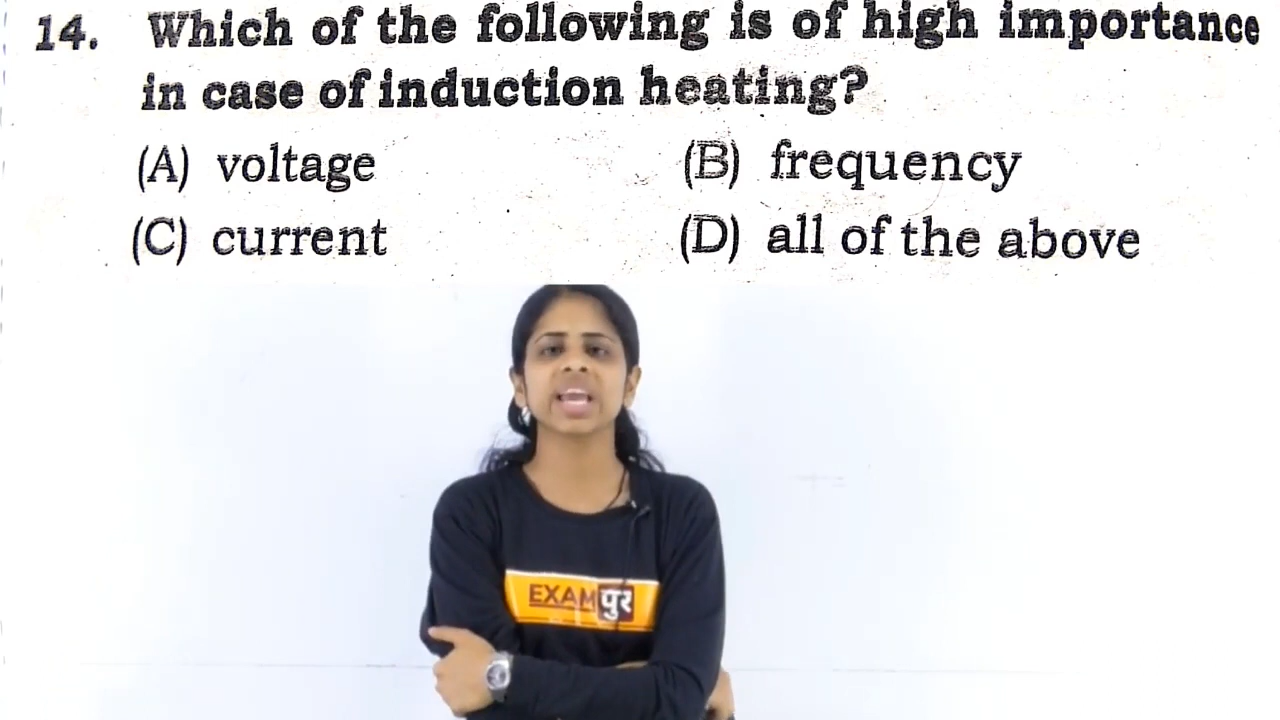 14. Which of the following is of high importance
in case of induction heating?
(A) voltage (B) frequency
(C) current (D) all of the above
EXAMपुर